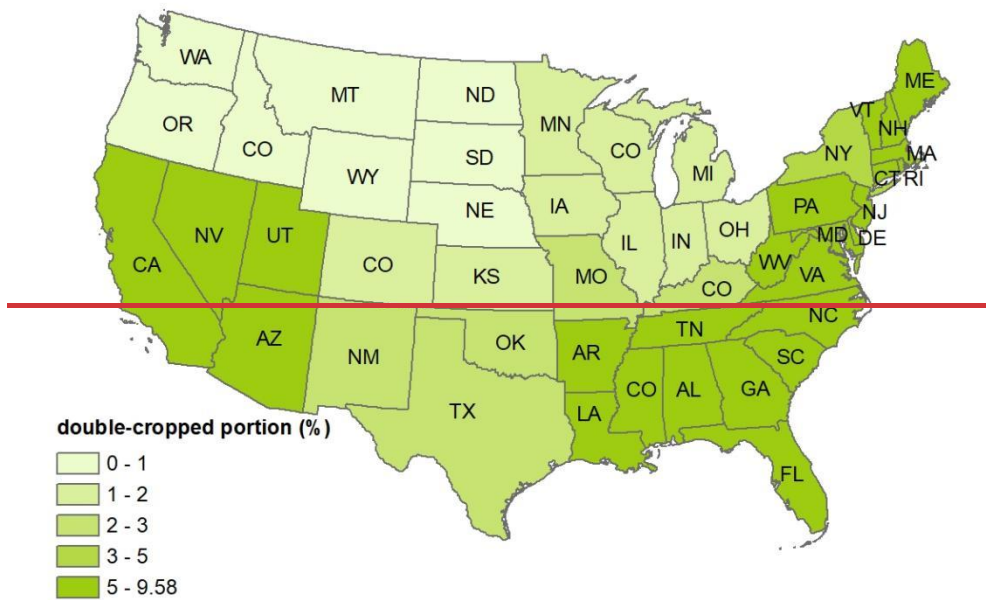 WA
ME
MT
ND
VT
OR
MN
NH
CO
SD
CO
NY
MA
MI
CT
RI
WY
NE
IA
PA
NJ
NV
UT
IL
IN
OH
MD
DE
CA
CO
KS
MO
WV
VA
CO
NC
AZ
NM
OK
AR
TN
SC
TX
LA
CO
AL
GA
FL
double-cropped portion (%)
0 - 1
1 - 2
2 - 3
3 - 5
5 - 9.58